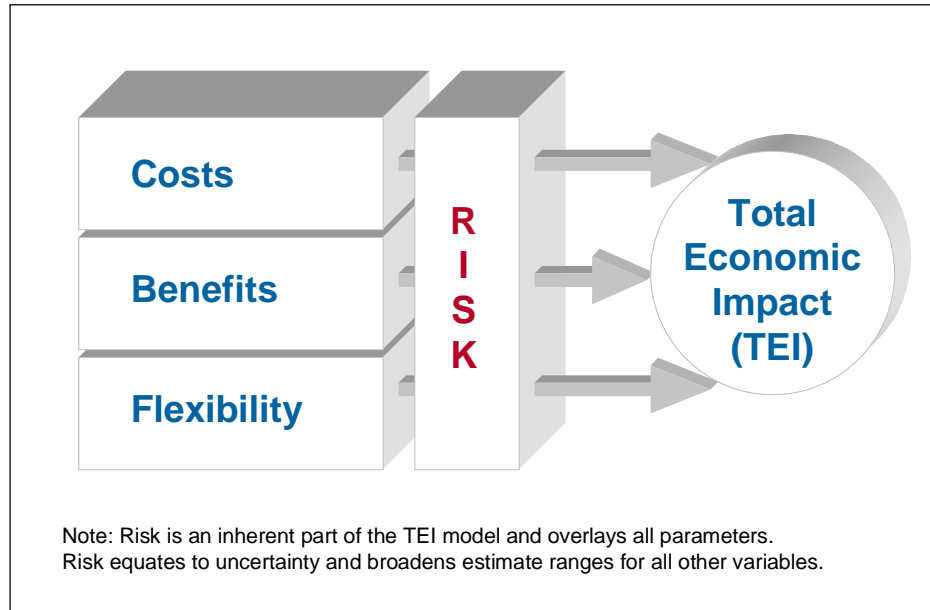 Costs
Benefits
Flexibility
R
I
S
K
Total
Economic
Impact
(TEI)
Note: Risk is an inherent part of the TEI model and overlays all parameters.
Risk equates to uncertainty and broadens estimate ranges for all other variables.